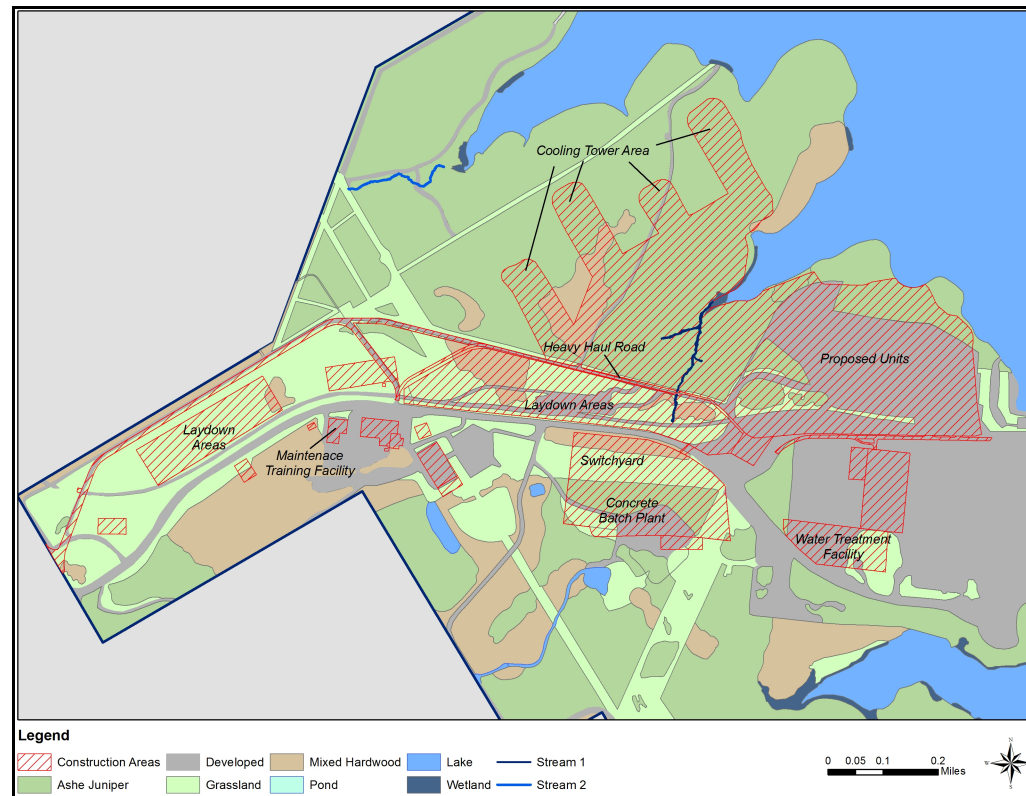 Cooling Tower Area
Heavy Haul Road
Proposed Units
Laydown Areas
Laydown
Areas
Maintenace
Training Facility
Switchyard
Concrete
Batch Plant
Water Treatment
Facility
Legend
Construction Areas
Developed
Mixed Hardwood
Lake
Stream 1
Ashe Juniper
Grassland
Pond
Wetland
Stream 2
0 0.05 0.1 0.2
Miles
N
W
S